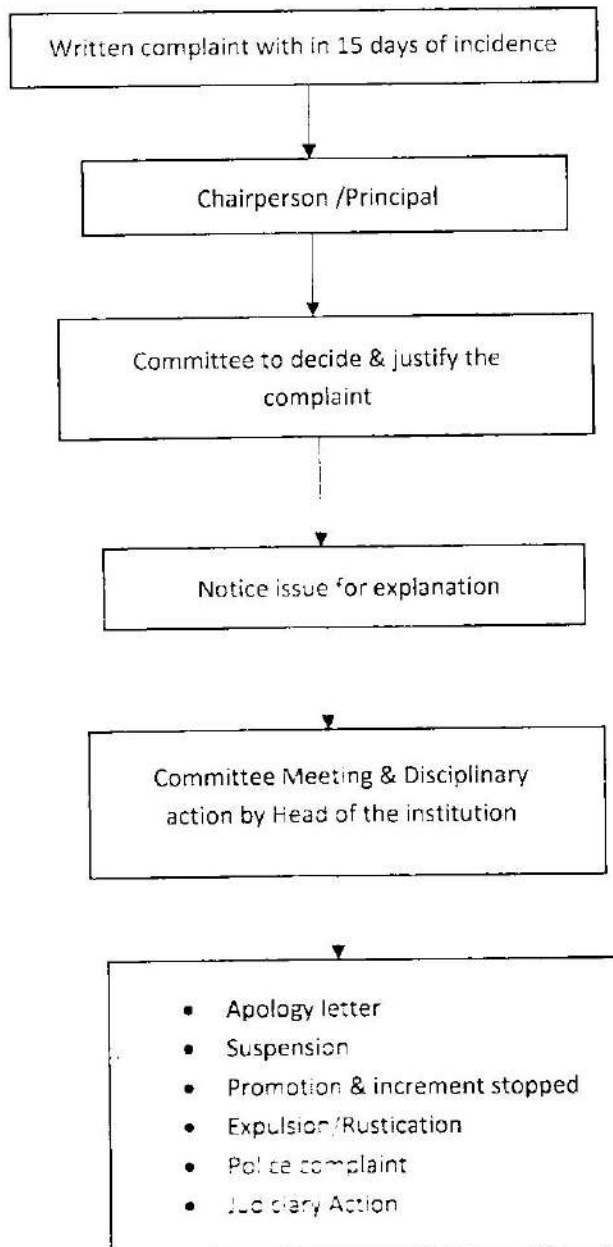 Written complaint with in 15 days of incidence
Chairperson /Principal
Committee to decide & justify the
complaint
Notice issue for explanation
Committee Meeting & Disciplinary
action by Head of the institution
• Apology letter
• Suspension
• Promotion & increment stopped
• Expulsion/Rustication
• Police complaint
• Judiciary Action